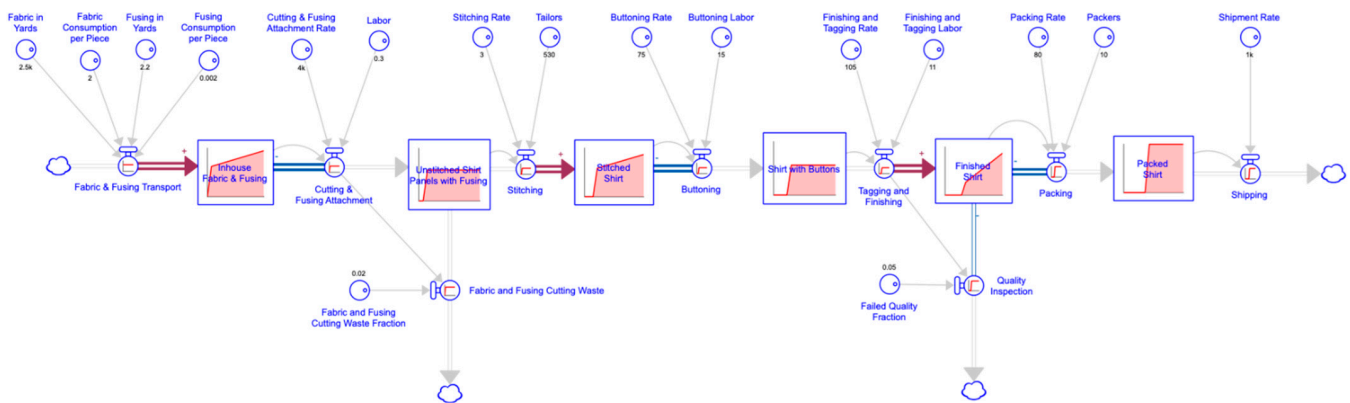 Fabric in
Yards
2.5k
Fabric
Consumption
per Piece
2
Fusing in
Yards
2.2
Fusing
Consumption
per Piece
0.002
Cutting & Fusing
Attachment Rate
4k
Labor
0.3
Stitching Rate
3
Tailors
530
Buttoning Rate
75
Buttoning Labor
15
Finishing and
Tagging Rate
105
Finishing and
Tagging Labor
11
Packing Rate
80
Packers
10
Shipment Rate
1k
+
Fabric & Fusing Transport
Inhouse
Fabric & Fusing
-
Cutting &
Fusing Attachment
Unstitched Shirt
Panels with Fusing
Stitching
+
Stitched
Shirt
-
Buttoning
Shirt with Buttons
Tagging and
Finishing
+
Finished
Shirt
-
Packing
Packed
Shirt
Shipping
-
0.02
Fabric and Fusing
Cutting Waste Fraction
Fabric and Fusing Cutting Waste
0.05
Failed Quality
Fraction
Quality
Inspection